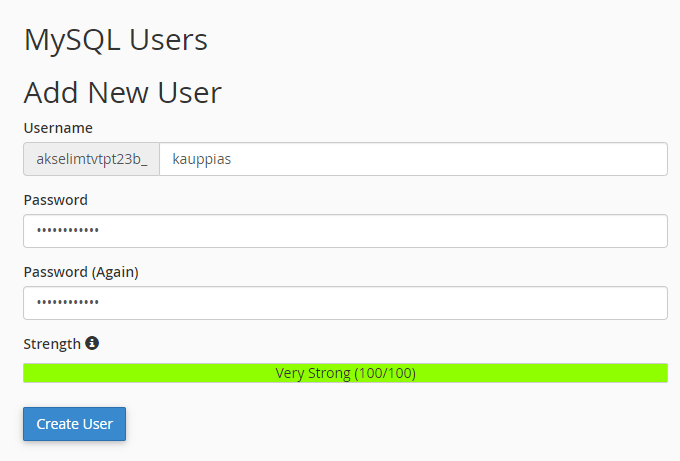 MySQL Users
Add New User
Username
akselimtvtpt23b_ kauppias
Password
••••••••••••
Password (Again)
••••••••••••
Strength
Very Strong (100/100)
Create User